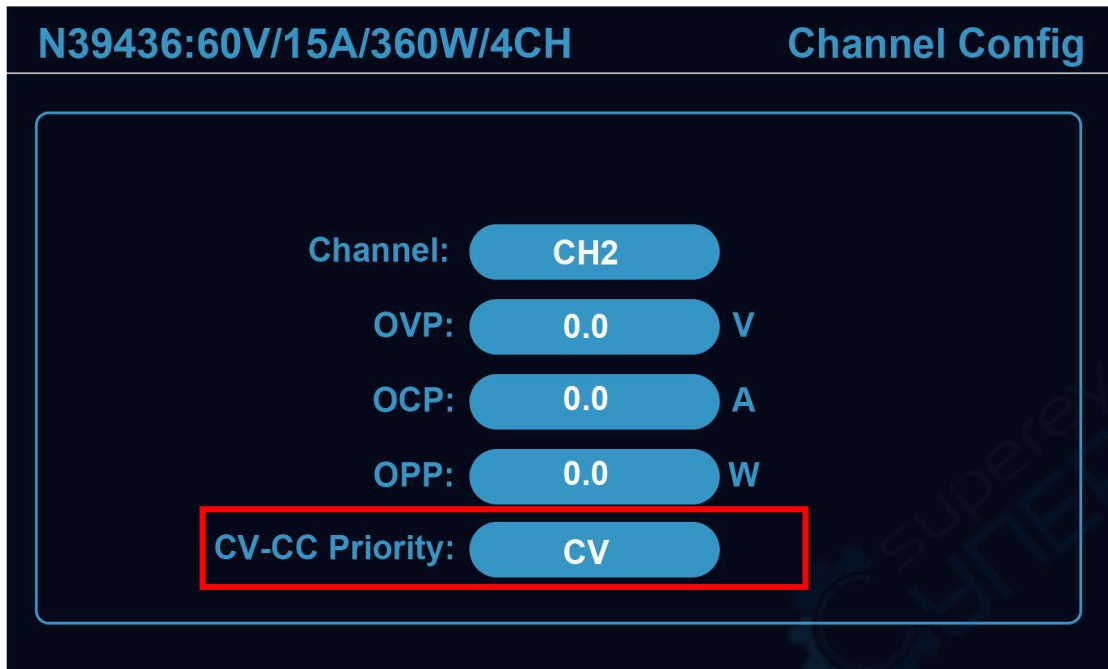 N39436:60V/15A/360W/4CH Channel Config
Channel: CH2
OVP: 0.0 V
OCP: 0.0 A
OPP: 0.0 W
CV-CC Priority: CV